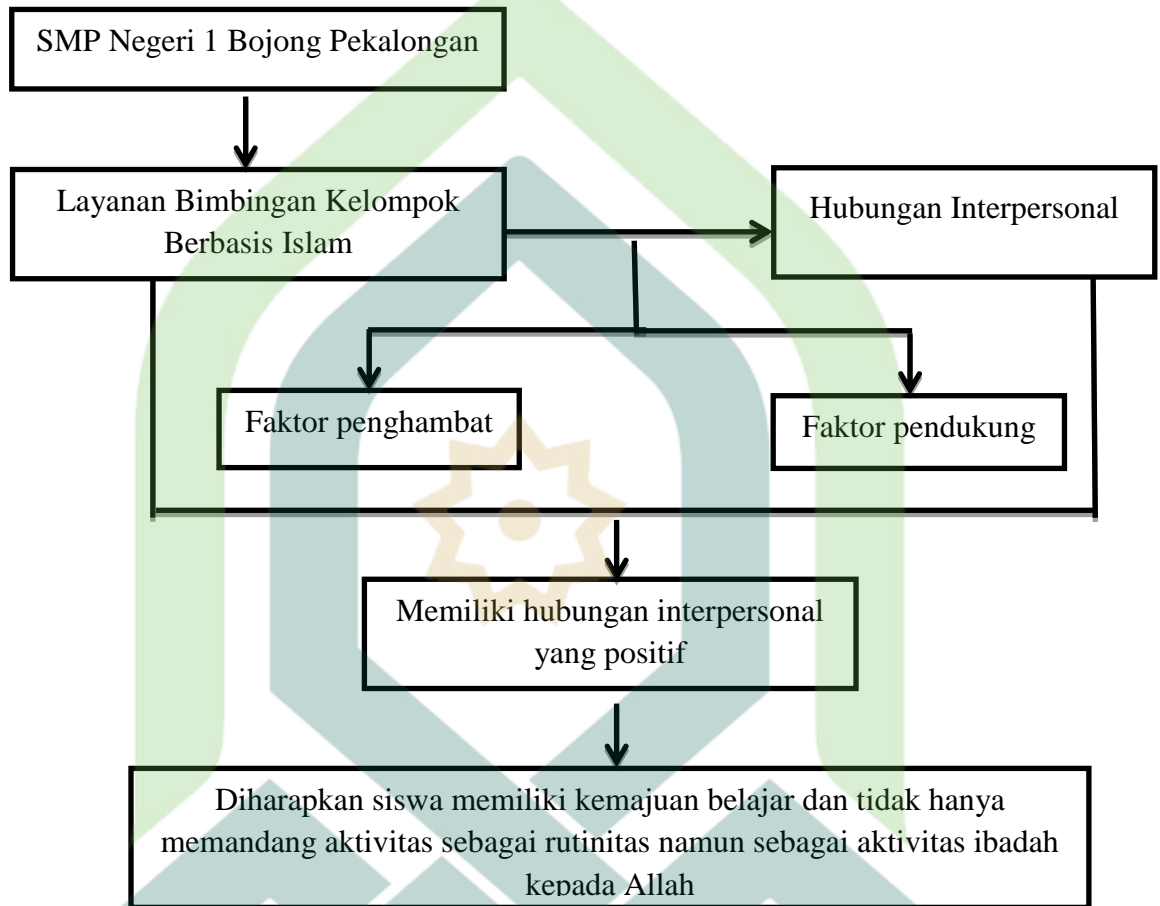 SMP Negeri 1 Bojong Pekalongan
Layanan Bimbingan Kelompok
Berbasis Islam
Hubungan Interpersonal
Faktor penghambat
Faktor pendukung
Memiliki hubungan interpersonal
yang positif
Diharapkan siswa memiliki kemajuan belajar dan tidak hanya
memandang aktivitas sebagai rutinitas namun sebagai aktivitas ibadah
kepada Allah